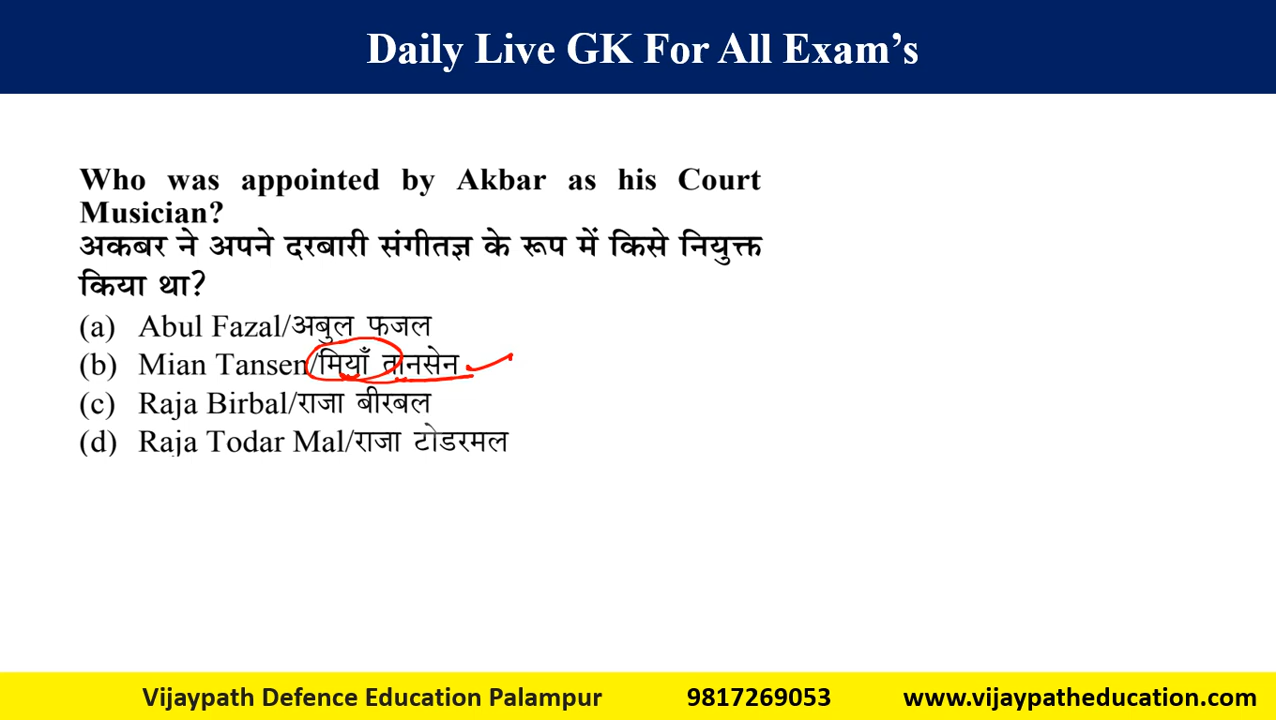 Daily Live GK For All Exam's
Who was appointed by Akbar as his Court
Musician?
अकबर ने अपने दरबारी संगीतज्ञ के रूप में किसे नियुक्त
किया था?
(a) Abul Fazal/अबुल फजल
(b) Mian Tansen/मियाँ तानसेन
(c) Raja Birbal/राजा बीरबल
(d) Raja Todar Mal/राजा टोडरमल
Vijaypath Defence Education Palampur 9817269053 www.vijaypatheducation.com